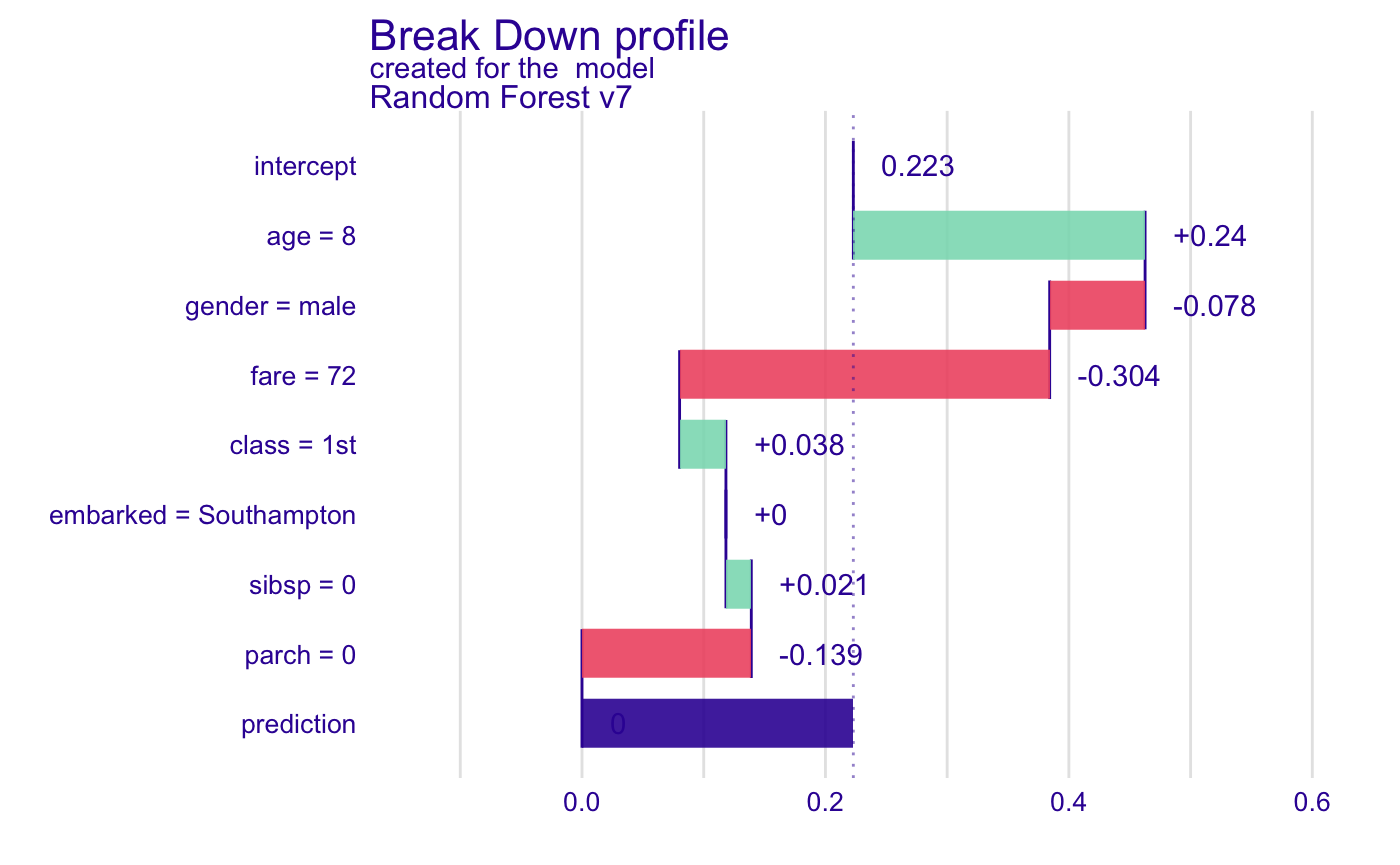 Break Down profile
created for the  model
Random Forest v7
intercept 0.223
age = 8 +0.24
gender = male -0.078
fare = 72 -0.304
class = 1st +0.038
embarked = Southampton +0
sibsp = 0 +0.021
parch = 0 -0.139
prediction 0
0.0 0.2 0.4 0.6